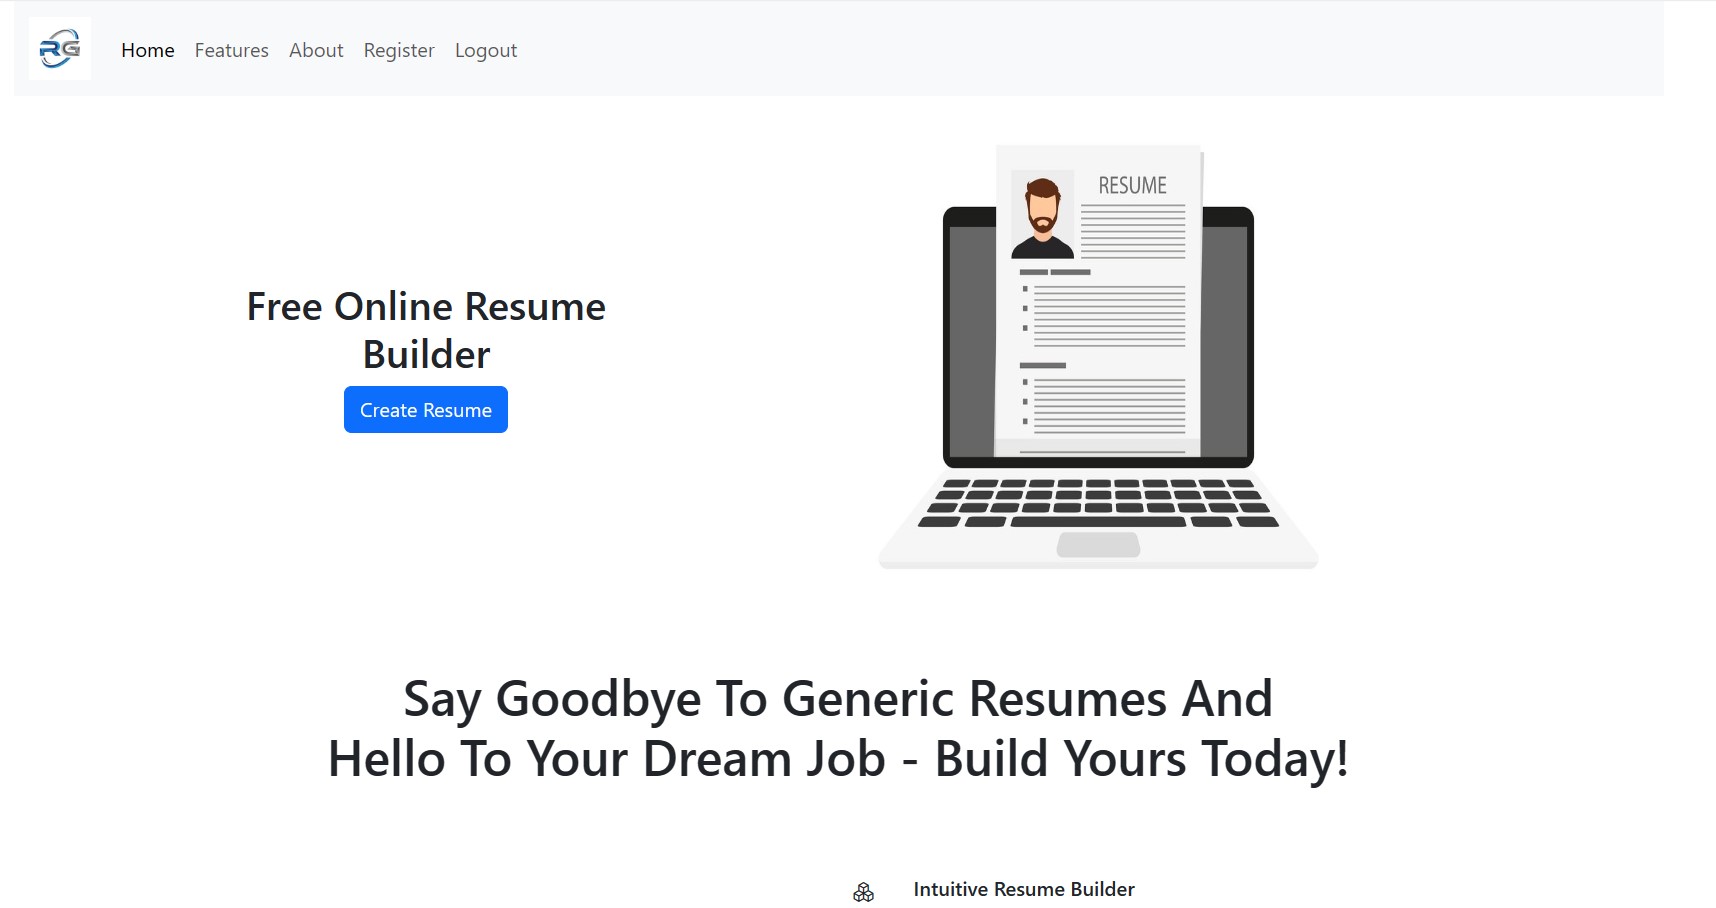 RG
Home Features About Register Logout
RESUME
Free Online Resume
Builder
Create Resume
Say Goodbye To Generic Resumes And
Hello To Your Dream Job - Build Yours Today!
Intuitive Resume Builder